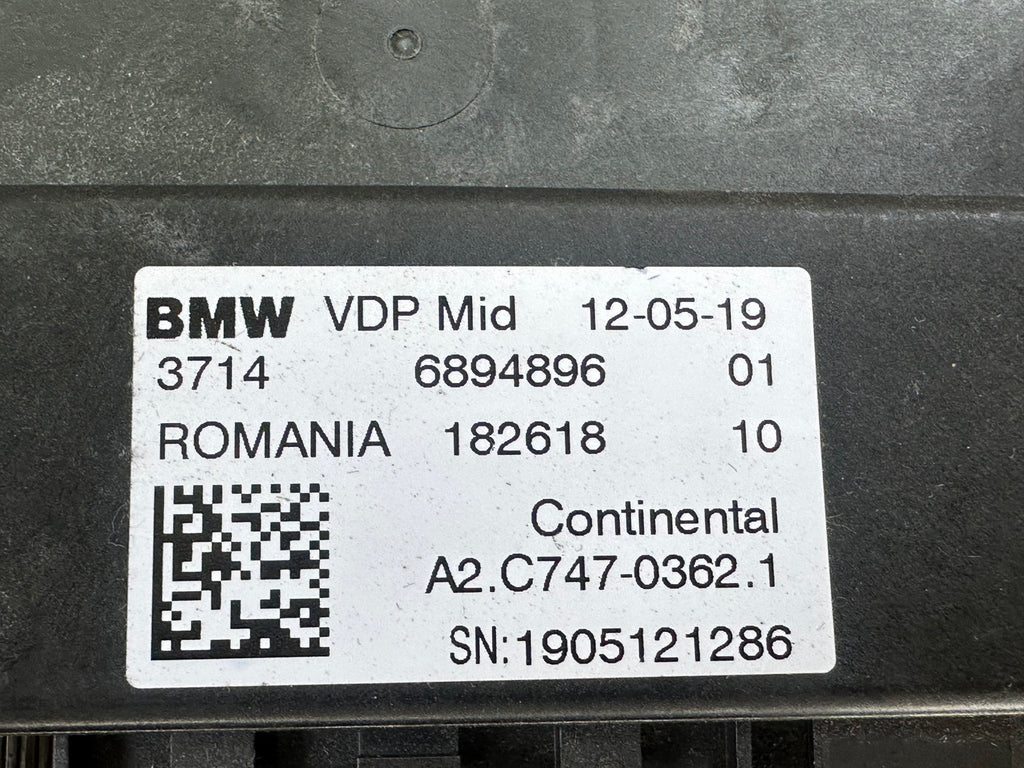 BMW VDP Mid 12-05-19
3714 6894896 01
ROMANIA 182618 10
Continental
A2.C747-0362.1
SN:1905121286